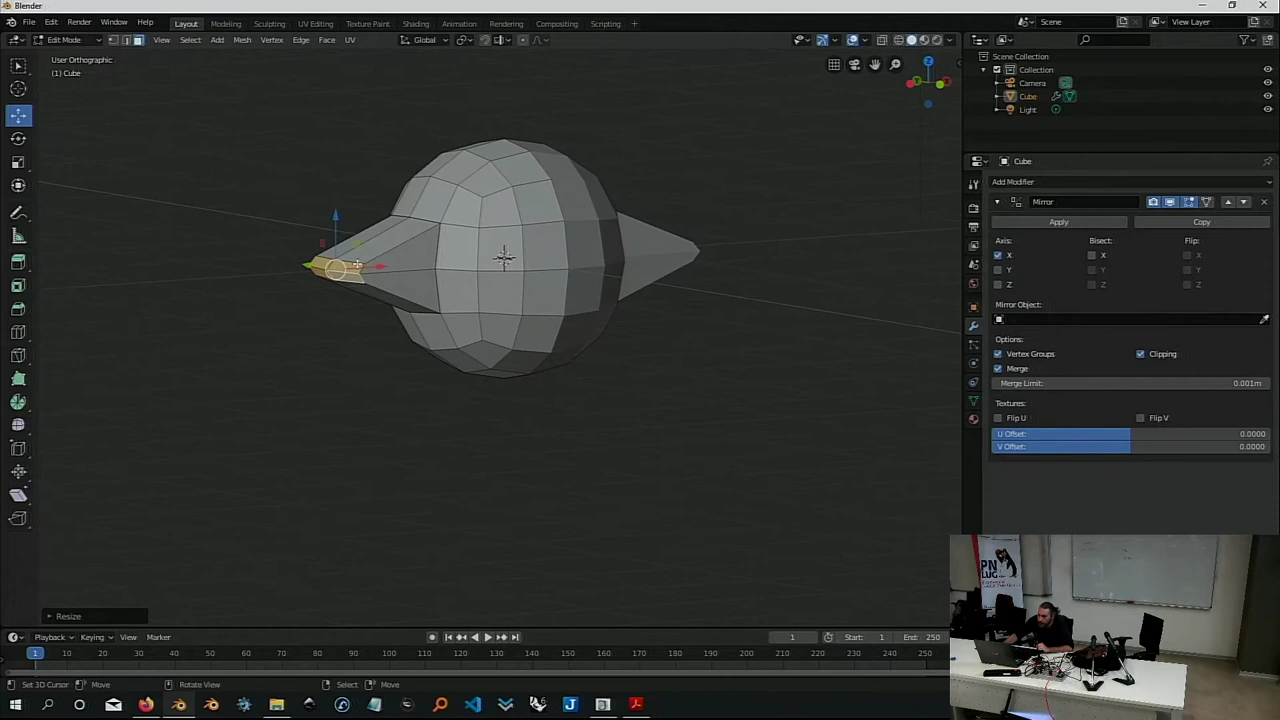 Blender
File Edit Render Window Help Layout Modeling Sculpting UV Editing Texture Paint Shading Animation Rendering Compositing Scripting + Scene View Layer
Edit Mode View Select Add Mesh Vertex Edge Face UV Global
User Orthographic
(1) Cube
Scene Collection
Collection
Camera
Cube
Light
Cube
Add Modifier
Mirror
Apply Copy
Axis: Bisect: Flip:
X X X
Y Y Y
Z Z Z
Mirror Object:
Options:
Vertex Groups Clipping
Merge
Merge Limit: 0.001m
Textures:
Flip U Flip V
U Offset: 0.0000
V Offset: 0.0000
Z
Resize
PN
LUG
Playback Keying View Marker 1 Start: 1 End: 250
1 10 20 30 40 50 60 70 80 90 100 110 120 130 140 150 160 170 180 190 200 210 220 230 240 250
Set 3D Cursor Move Rotate View Select Move